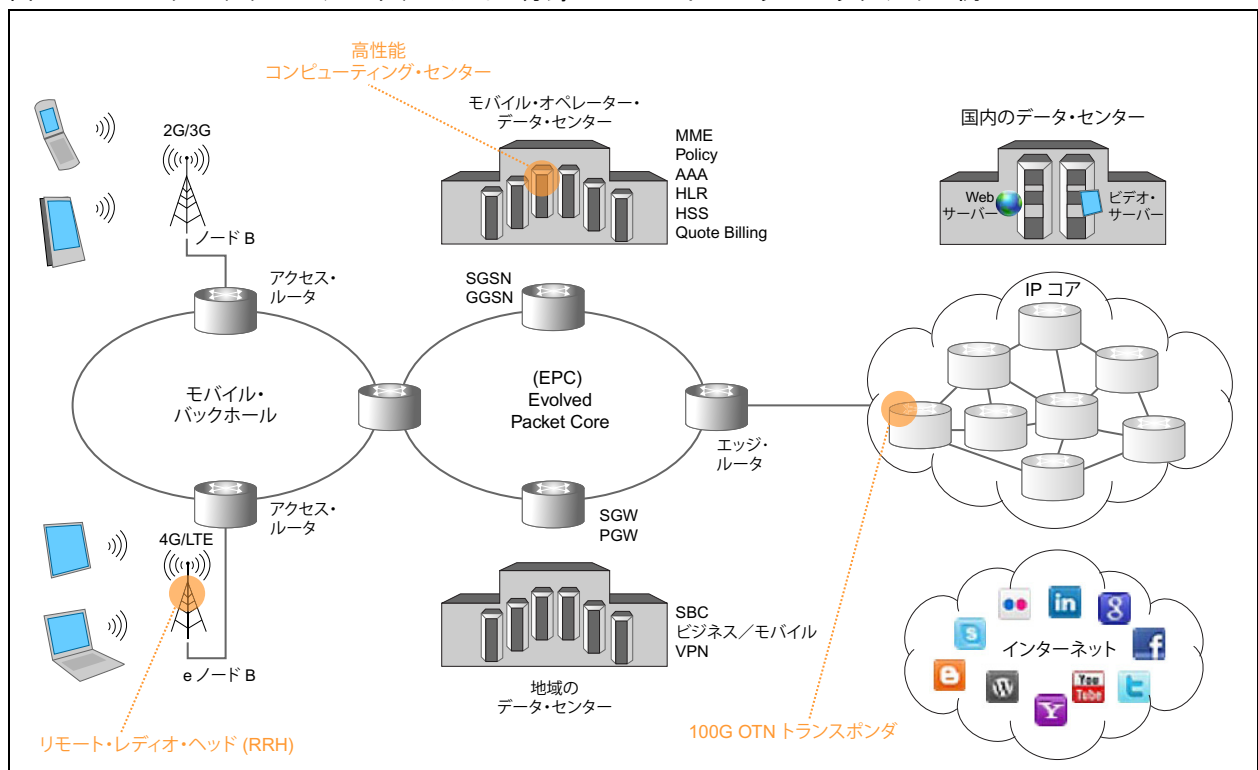 高性能
コンピューティング・センター
モバイル・オペレーター・
データ・センター
MME
Policy
AAA
HLR
HSS
Quote Billing
国内のデータ・センター
Web
サーバー
ビデオ・
サーバー
2G/3G
ノード B
アクセス・
ルータ
SGSN
GGSN
IP コア
モバイル・
バックホール
(EPC)
Evolved
Packet Core
エッジ・
ルータ
アクセス・
ルータ
4G/LTE
e ノード B
SGW
PGW
SBC
ビジネス／モバイル
VPN
地域の
データ・センター
インターネット
You
Tube
リモート・レディオ・ヘッド (RRH)
100G OTN トランスポンダ
in
g
S
f
B
W
Y
t